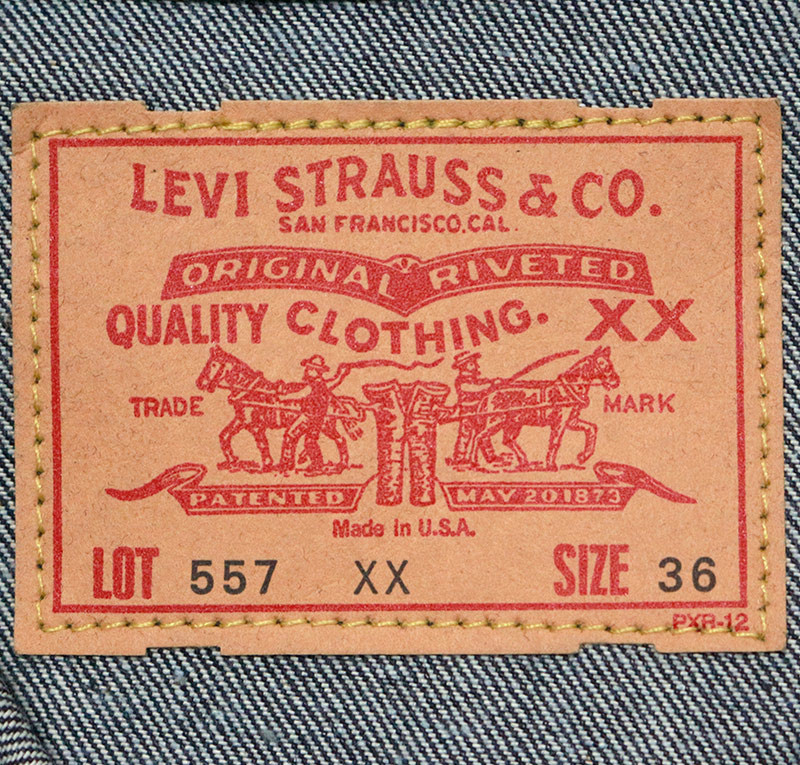 LEVI STRAUSS & CO.
SAN FRANCISCO, CAL.
ORIGINAL RIVETED
QUALITY CLOTHING. XX
TRADE MARK
PATENTED MAY 20 1873
Made in U.S.A.
LOT 557 XX SIZE 36
PXR-12